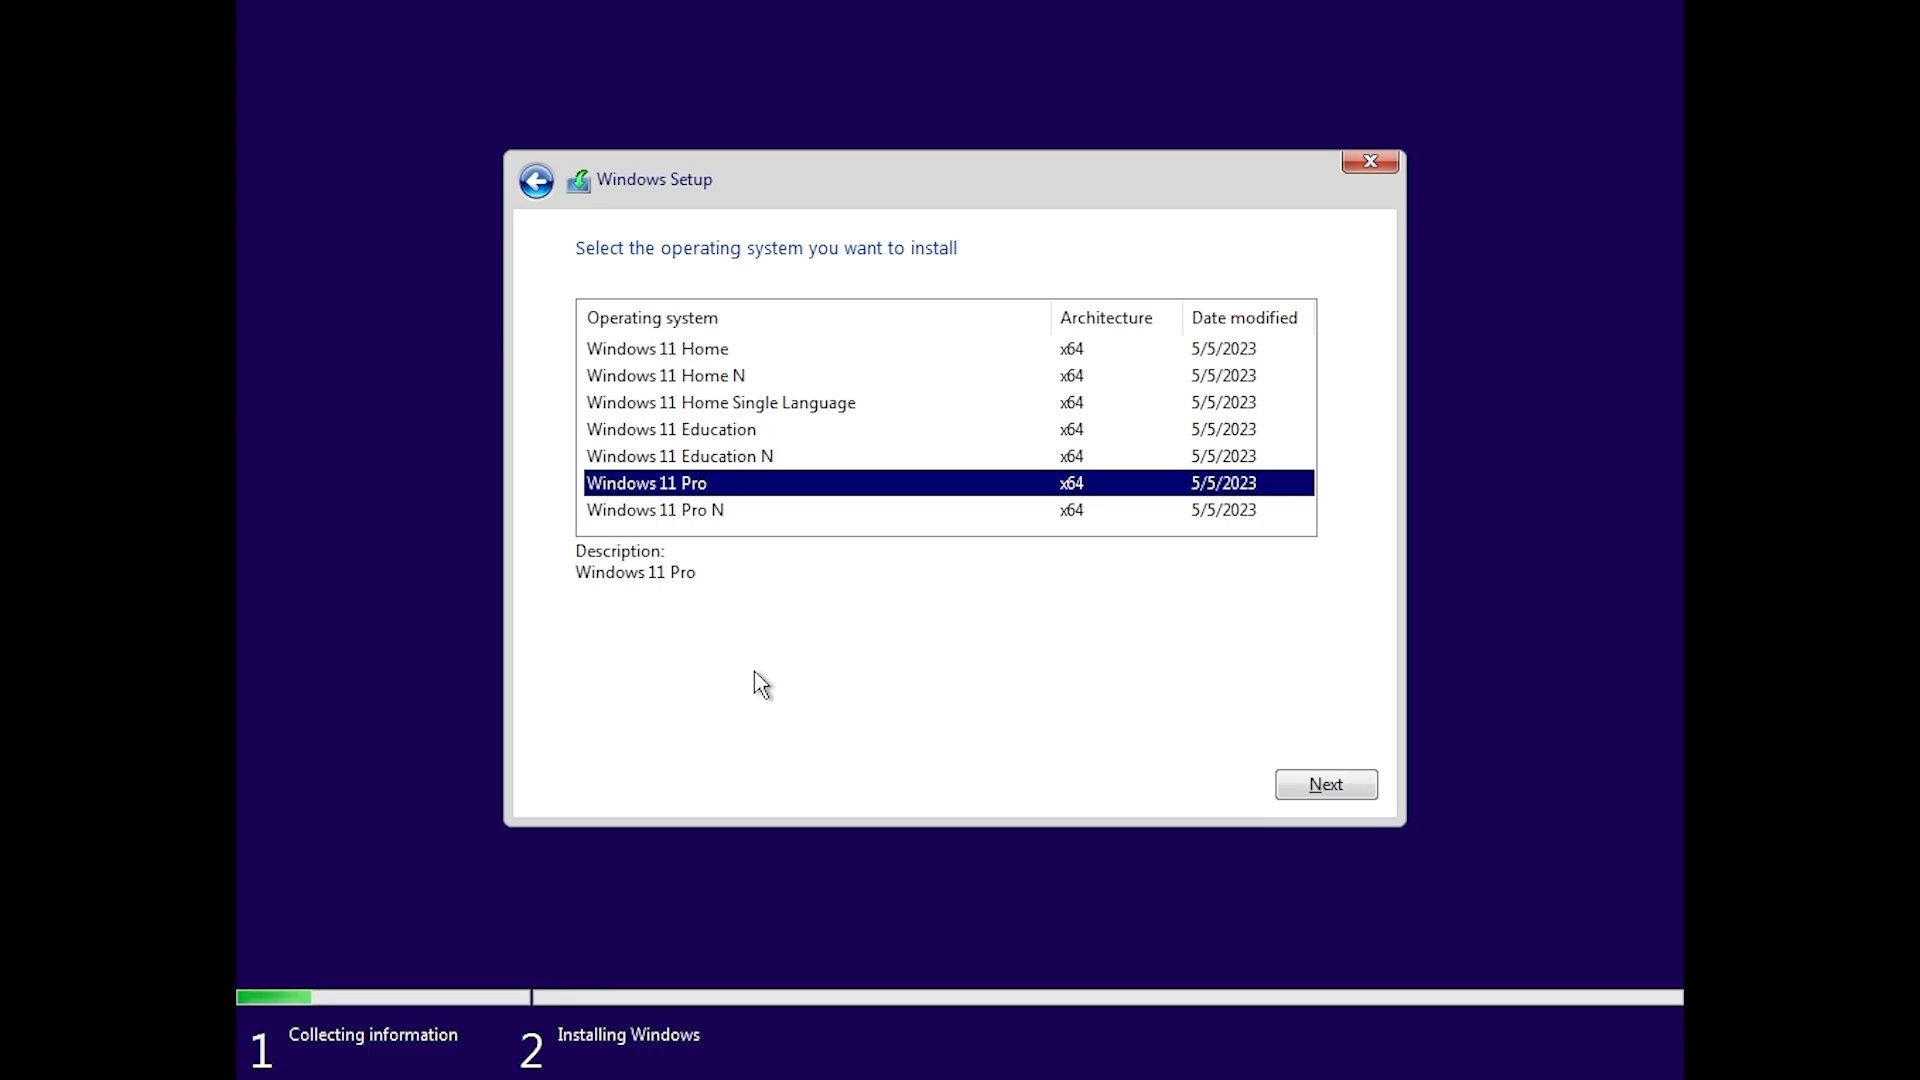 Windows Setup
Select the operating system you want to install
Operating system Architecture Date modified
Windows 11 Home x64 5/5/2023
Windows 11 Home N x64 5/5/2023
Windows 11 Home Single Language x64 5/5/2023
Windows 11 Education x64 5/5/2023
Windows 11 Education N x64 5/5/2023
Windows 11 Pro x64 5/5/2023
Windows 11 Pro N x64 5/5/2023
Description:
Windows 11 Pro
Next
1 Collecting information 2 Installing Windows